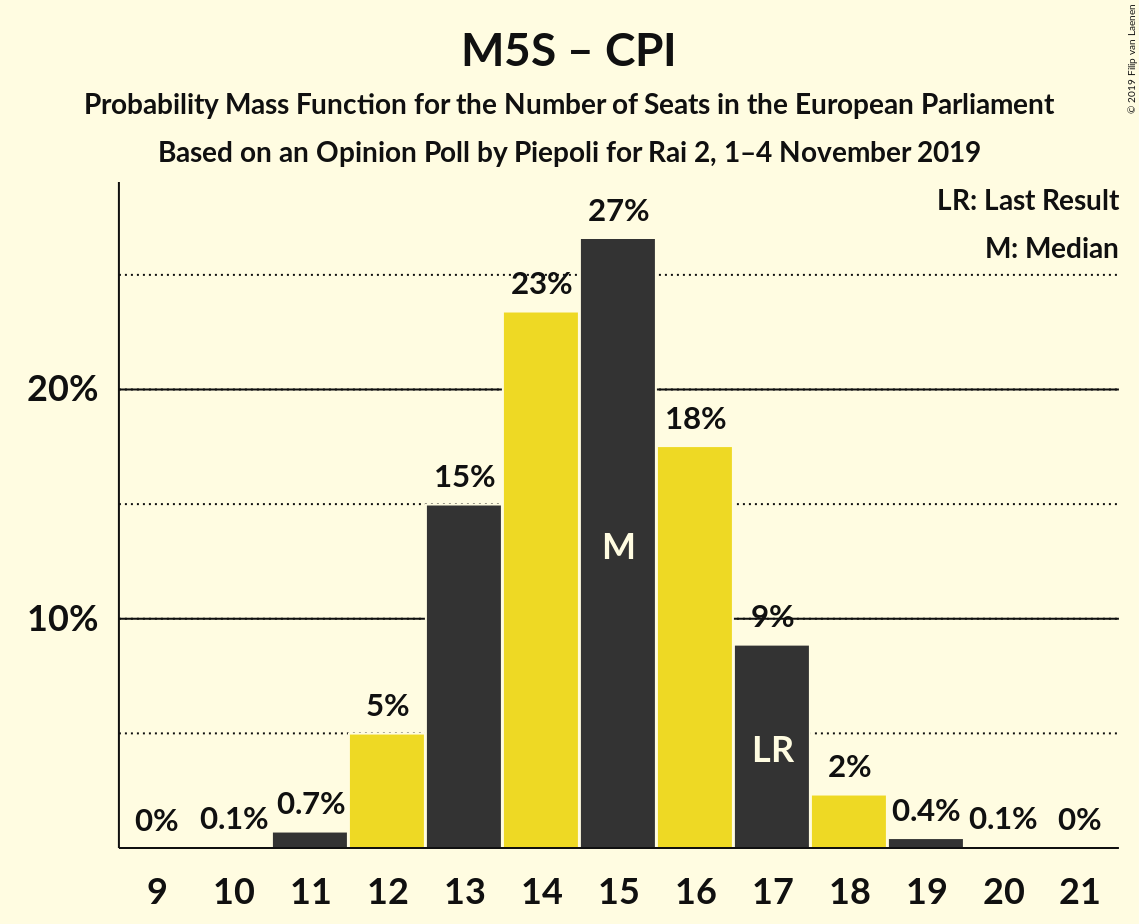 M5S – CPI
Probability Mass Function for the Number of Seats in the European Parliament
Based on an Opinion Poll by Piepoli for Rai 2, 1–4 November 2019
© 2019 Filip van Laenen
LR: Last Result
M: Median
27%
23%
20%
18%
15%
M
10%
9%
5%
LR
2%
0% 0.1% 0.7% 0.4% 0.1% 0%
9 10 11 12 13 14 15 16 17 18 19 20 21